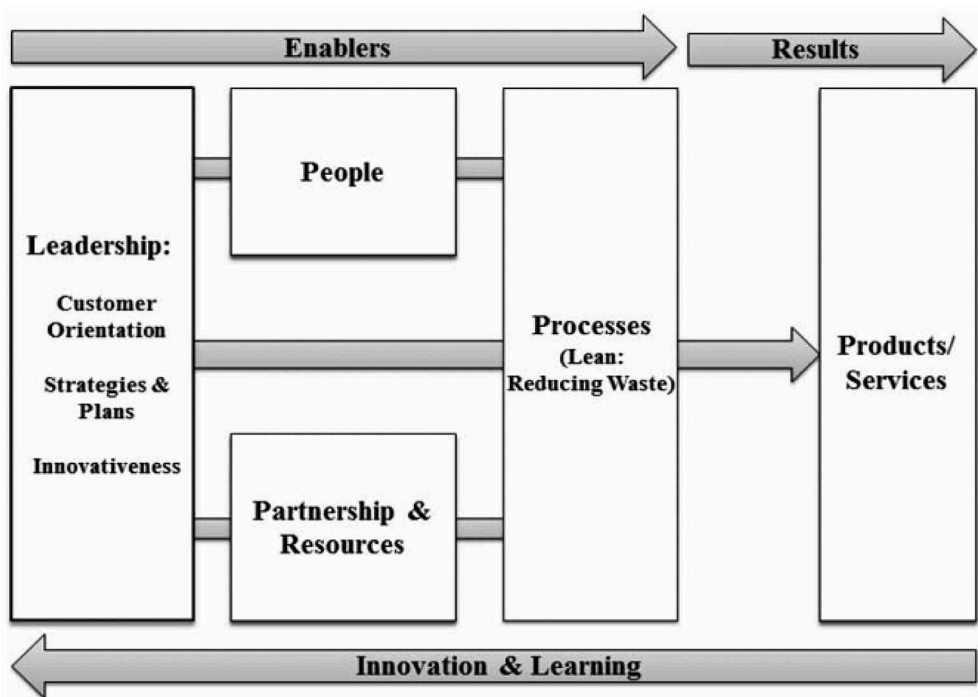 Enablers
Results
Leadership:
Customer
Orientation
Strategies &
Plans
Innovativeness
People
Partnership &
Resources
Processes
(Lean:
Reducing Waste)
Products/
Services
Innovation & Learning